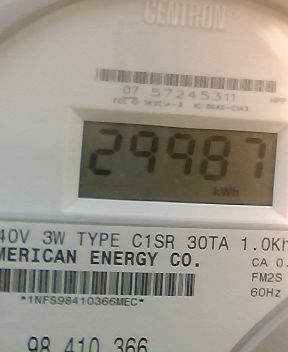 CENTRON
07 57245311
29987
kWh
40V 3W TYPE C1SR 30TA 1.0Kh
MERICAN ENERGY CO.
CA 0.
FM2S
60Hz
*1NFS98410366MEC*
98 410 366